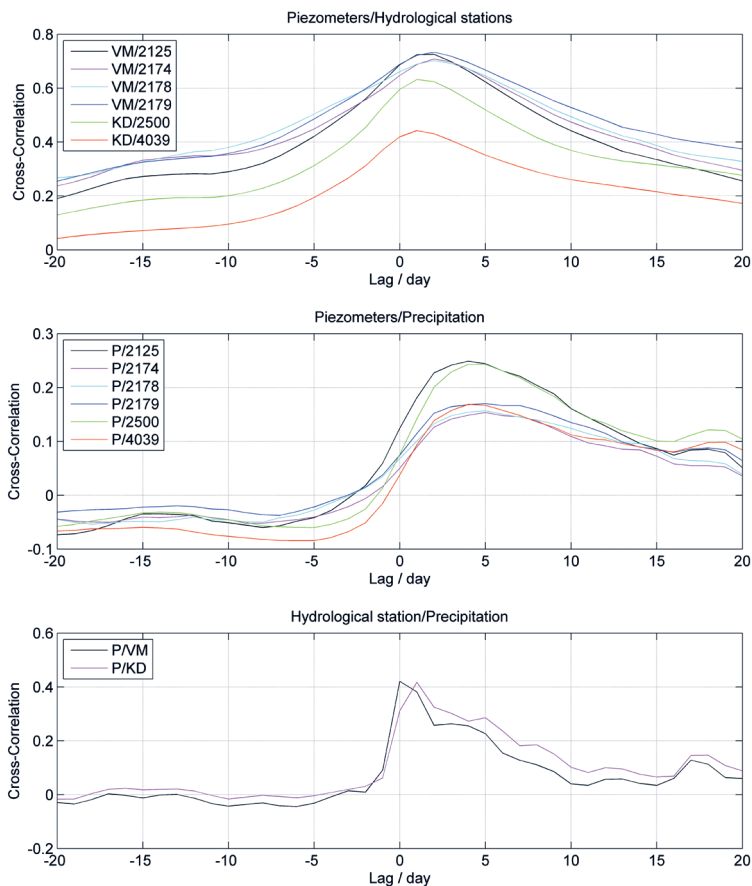 Piezometers/Hydrological stations
0.8
0.6
0.4
0.2
0
Cross-Correlation
VM/2125
VM/2174
VM/2178
VM/2179
KD/2500
KD/4039
-20 -15 -10 -5 0 5 10 15 20
Lag / day
Piezometers/Precipitation
0.3
0.2
0.1
0
-0.1
Cross-Correlation
P/2125
P/2174
P/2178
P/2179
P/2500
P/4039
-20 -15 -10 -5 0 5 10 15 20
Lag / day
Hydrological station/Precipitation
0.6
0.4
0.2
0
-0.2
Cross-Correlation
P/VM
P/KD
-20 -15 -10 -5 0 5 10 15 20
Lag / day